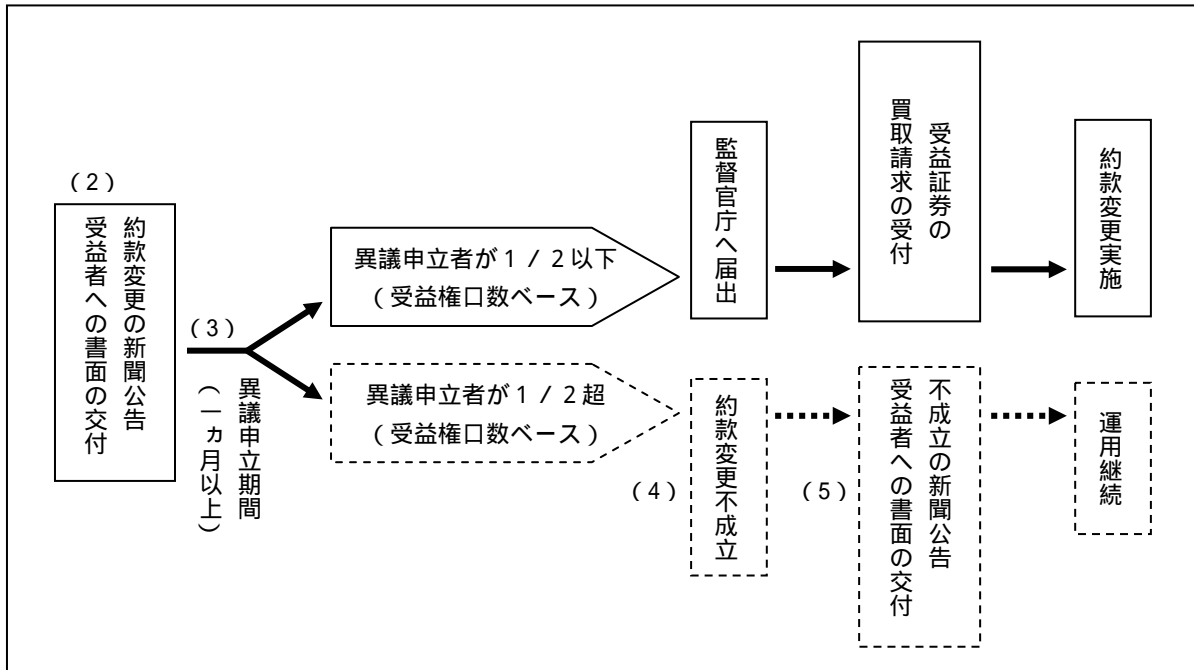 （２）
約款変更の新聞公告
受益者への書面の交付
（３）
異議申立期間
（一ヵ月以上）
異議申立者が１／２以下
（受益権口数ベース）
監督官庁へ届出
受益証券の
買取請求の受付
約款変更実施
異議申立者が１／２超
（受益権口数ベース）
（４）
約款変更不成立
（５）
不成立の新聞公告
受益者への書面の交付
運用継続